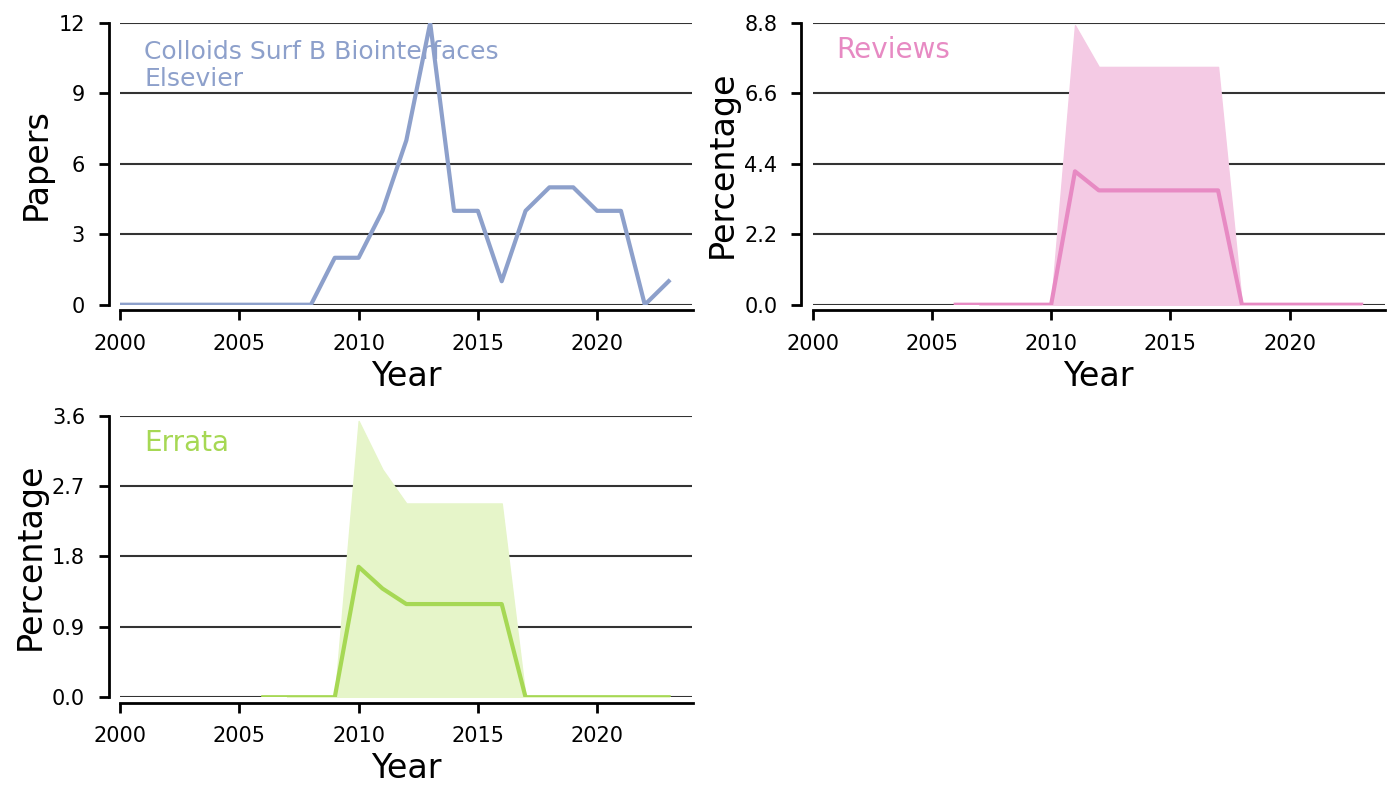 12
9
6
3
0
Papers
Colloids Surf B Biointerfaces
Elsevier
2000 2005 2010 2015 2020
Year
8.8
6.6
4.4
2.2
0.0
Percentage
Reviews
2000 2005 2010 2015 2020
Year
3.6
2.7
1.8
0.9
0.0
Percentage
Errata
2000 2005 2010 2015 2020
Year